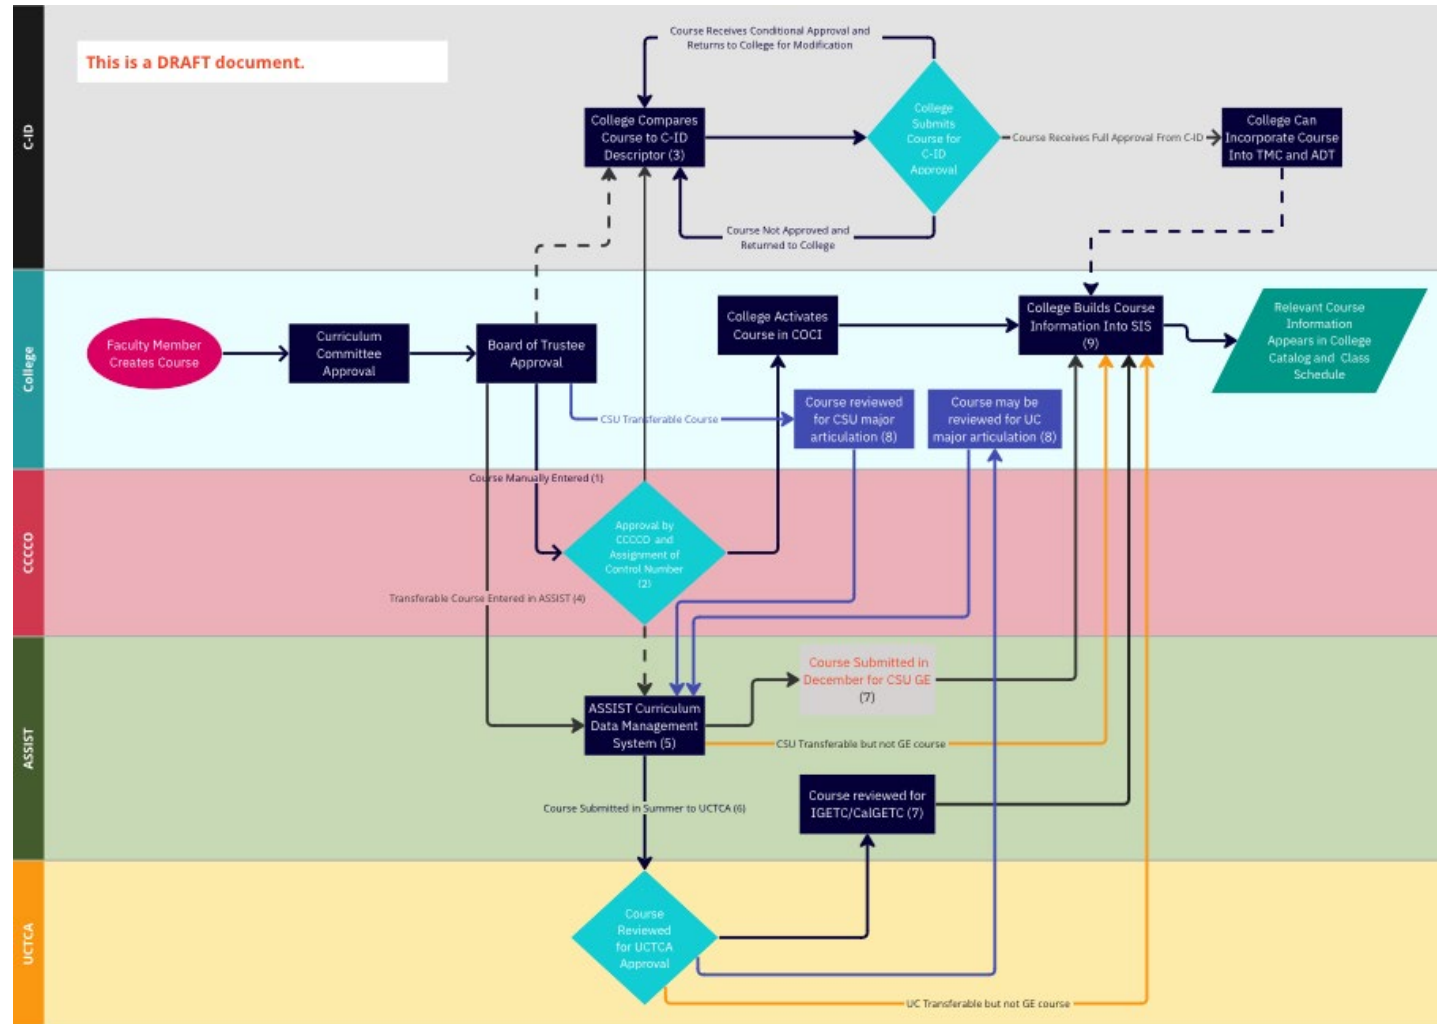 Course Receives Conditional Approval and
Returns to College for Modification
This is a DRAFT document.
C-ID
College Compares
Course to C-ID
Descriptor (3)
College
Submits
Course for
C-ID
Approval
Course Receives Full Approval From C-ID
College Can
Incorporate Course
Into TMC and ADT
Course Not Approved and
Returned to College
College
Faculty Member
Creates Course
Curriculum
Committee
Approval
Board of Trustee
Approval
College Activates
Course in COCI
College Builds Course
Information Into SIS
(9)
Relevant Course
Information
Appears in College
Catalog and Class
Schedule
CSU Transferable Course
Course reviewed
for CSU major
articulation (8)
Course may be
reviewed for UC
major articulation (8)
CCCCO
Course Manually Entered (1)
Approval by
CCCCO and
Assignment of
Control Number
(2)
Transferable Course Entered in ASSIST (4)
ASSIST
Course Submitted in
December for CSU GE
(7)
ASSIST Curriculum
Data Management
System (5)
CSU Transferable but not GE course
Course Submitted in Summer to UCTCA (6)
Course reviewed for
IGETC/CalGETC (7)
UCTCA
Course
Reviewed
for UCTCA
Approval
UC Transferable but not GE course